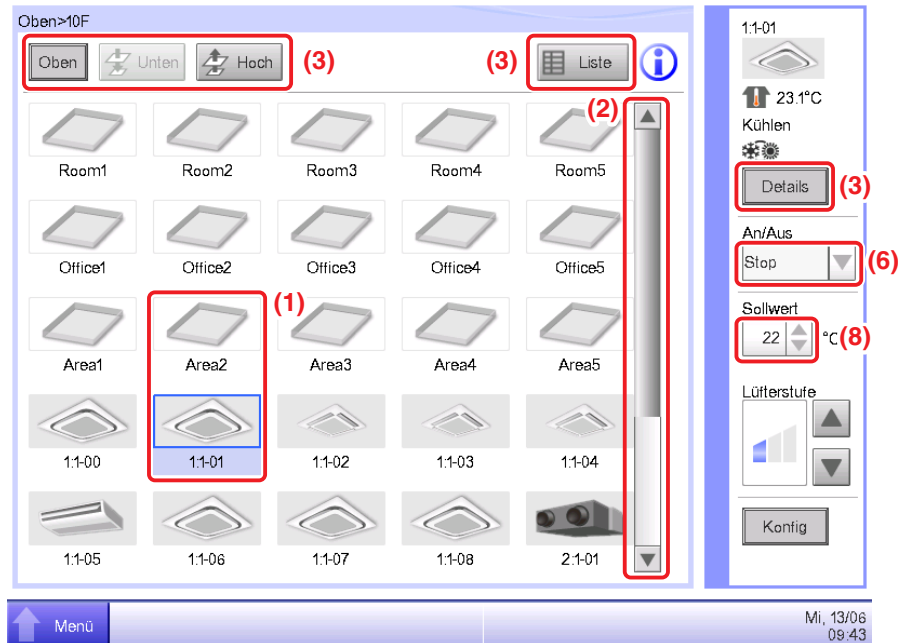 Oben>10F
Oben Unten Hoch (3) (3) Liste
(2)
Room1 Room2 Room3 Room4 Room5
Office1 Office2 Office3 Office4 Office5
(1)
Area1 Area2 Area3 Area4 Area5
1:1-00 1:1-01 1:1-02 1:1-03 1:1-04
1:1-05 1:1-06 1:1-07 1:1-08 2:1-01
1:1-01
23.1°C
Kühlen
Details (3)
An/Aus
Stop (6)
Sollwert
22 °C (8)
Lüfterstufe
Konfig
Menü
Mi, 13/06
09:43